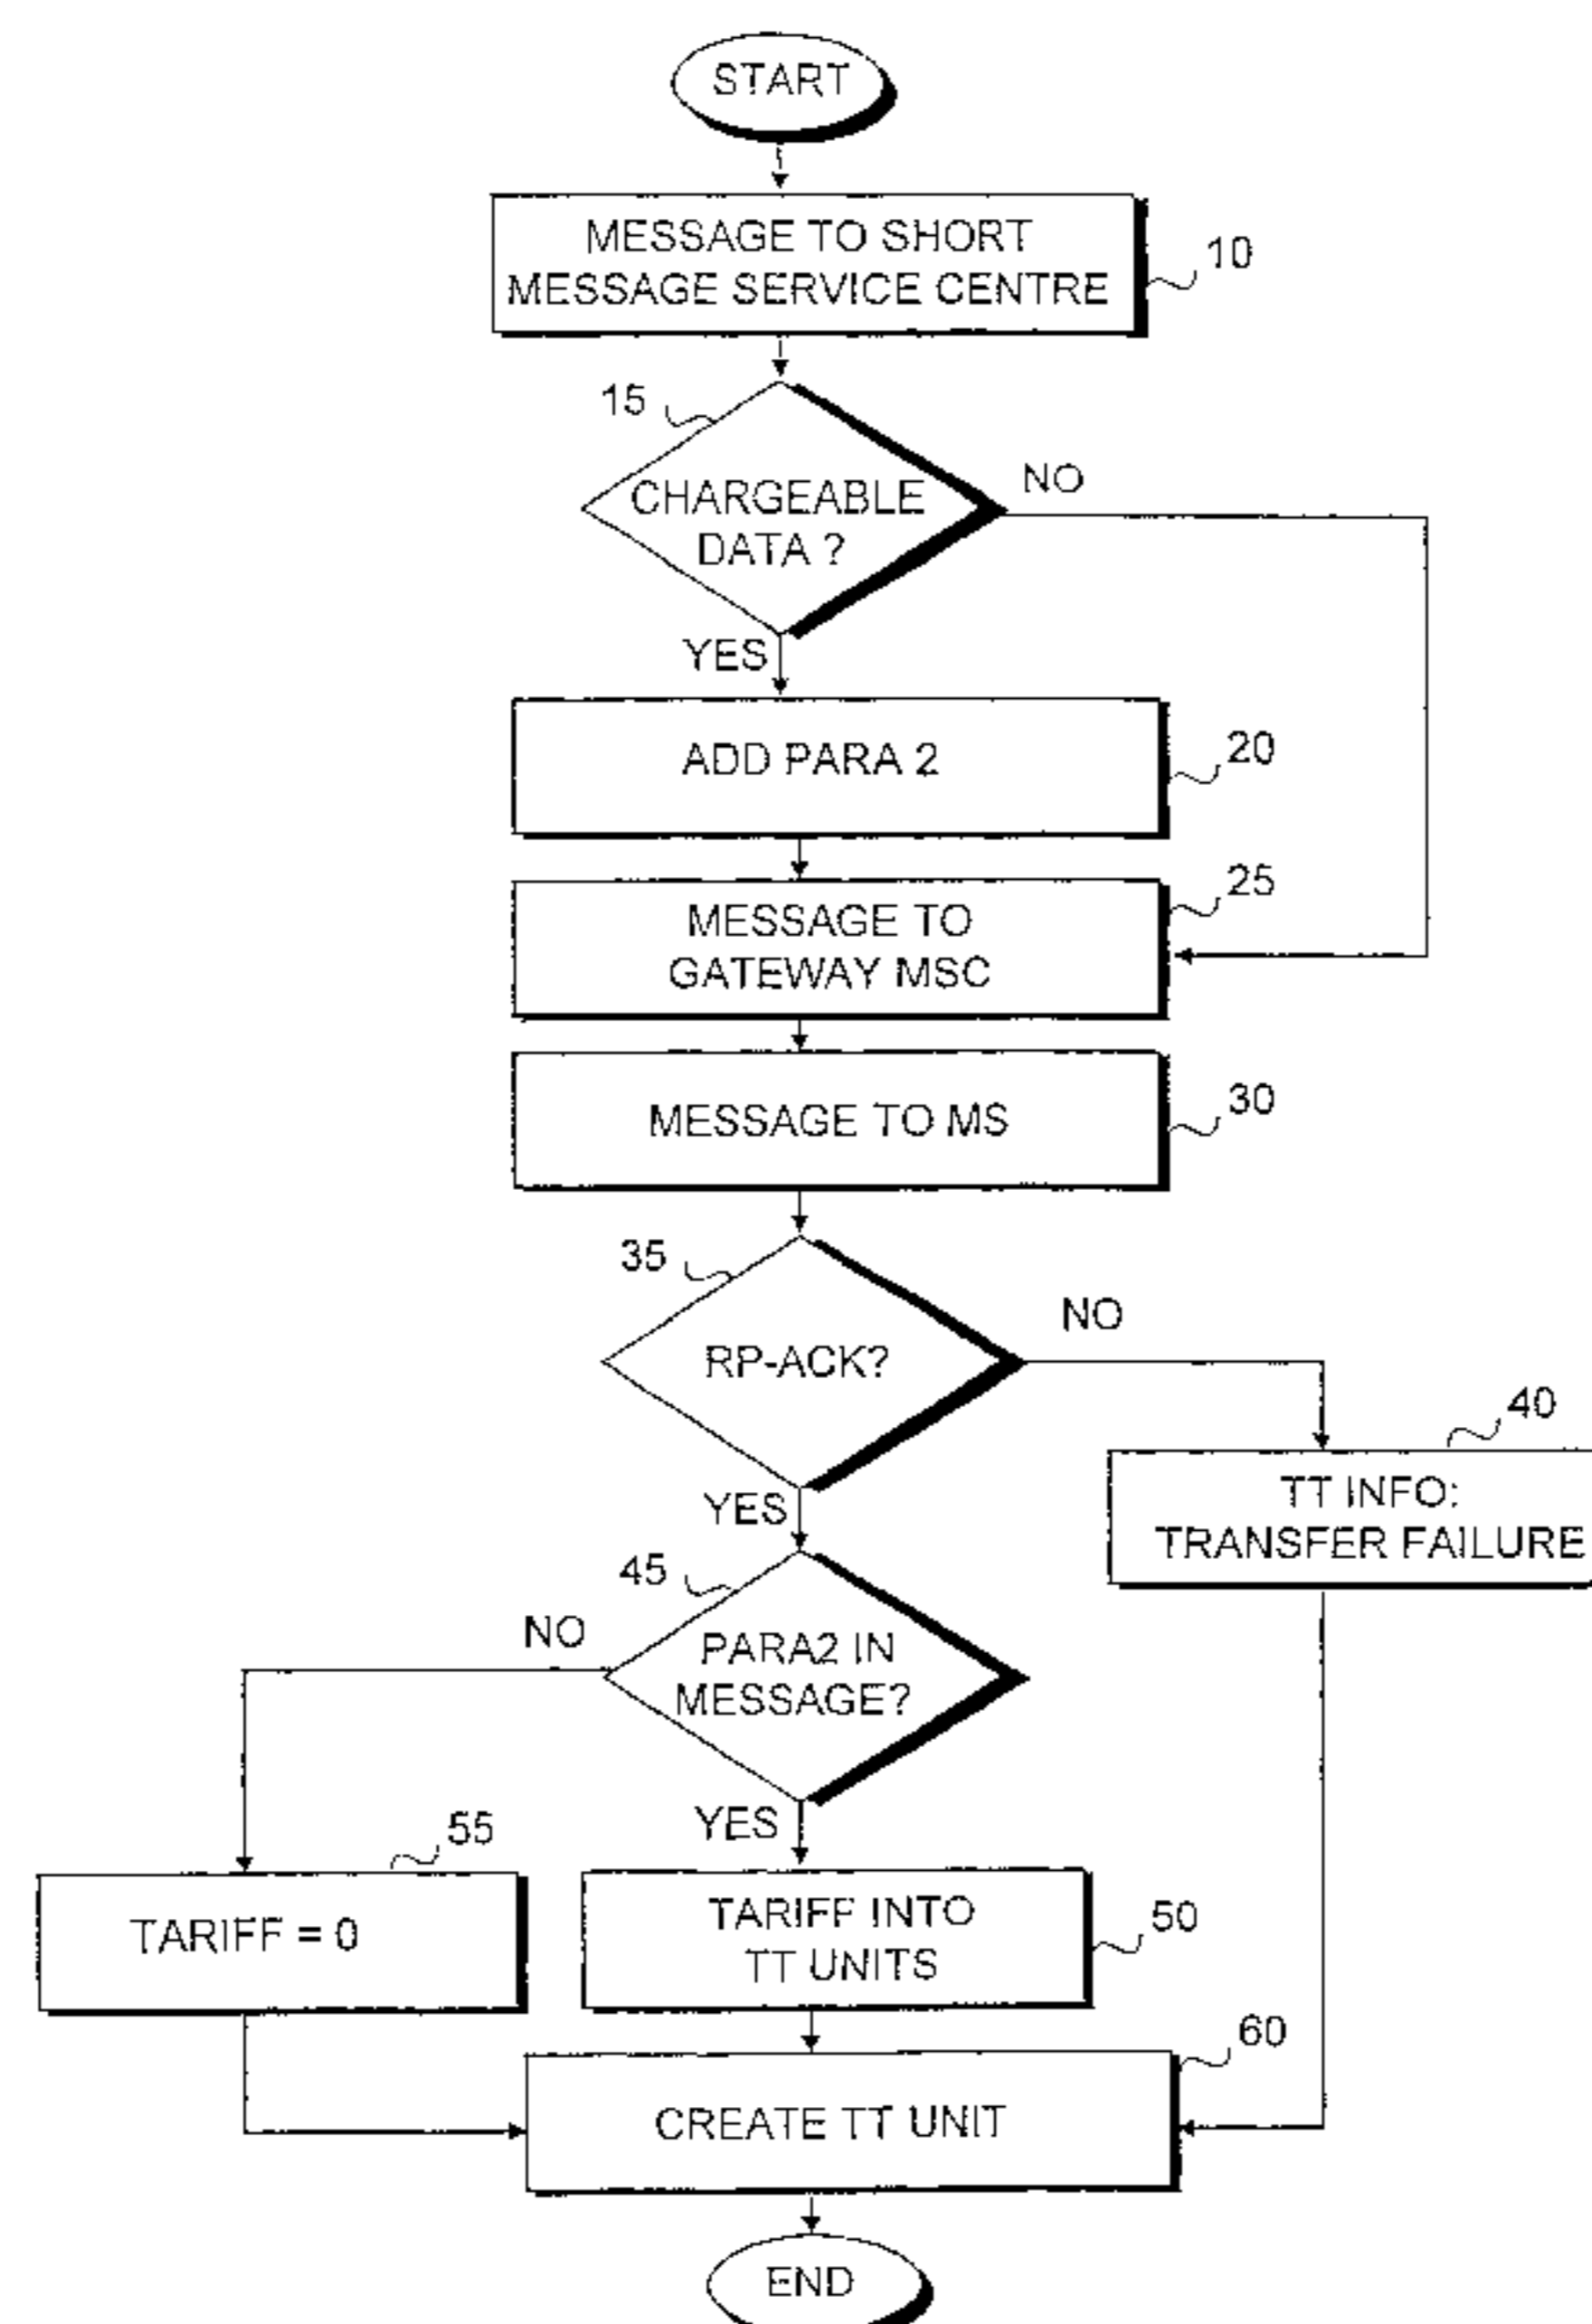 START
MESSAGE TO SHORT
MESSAGE SERVICE CENTRE
10
15
CHARGEABLE
DATA ?
NO
YES
ADD PARA 2
20
25
MESSAGE TO
GATEWAY MSC
MESSAGE TO MS
30
35
RP-ACK?
NO
YES
40
TT INFO:
TRANSFER FAILURE
45
PARA2 IN
MESSAGE?
NO
YES
55
TARIFF = 0
TARIFF INTO
TT UNITS
50
60
CREATE TT UNIT
END